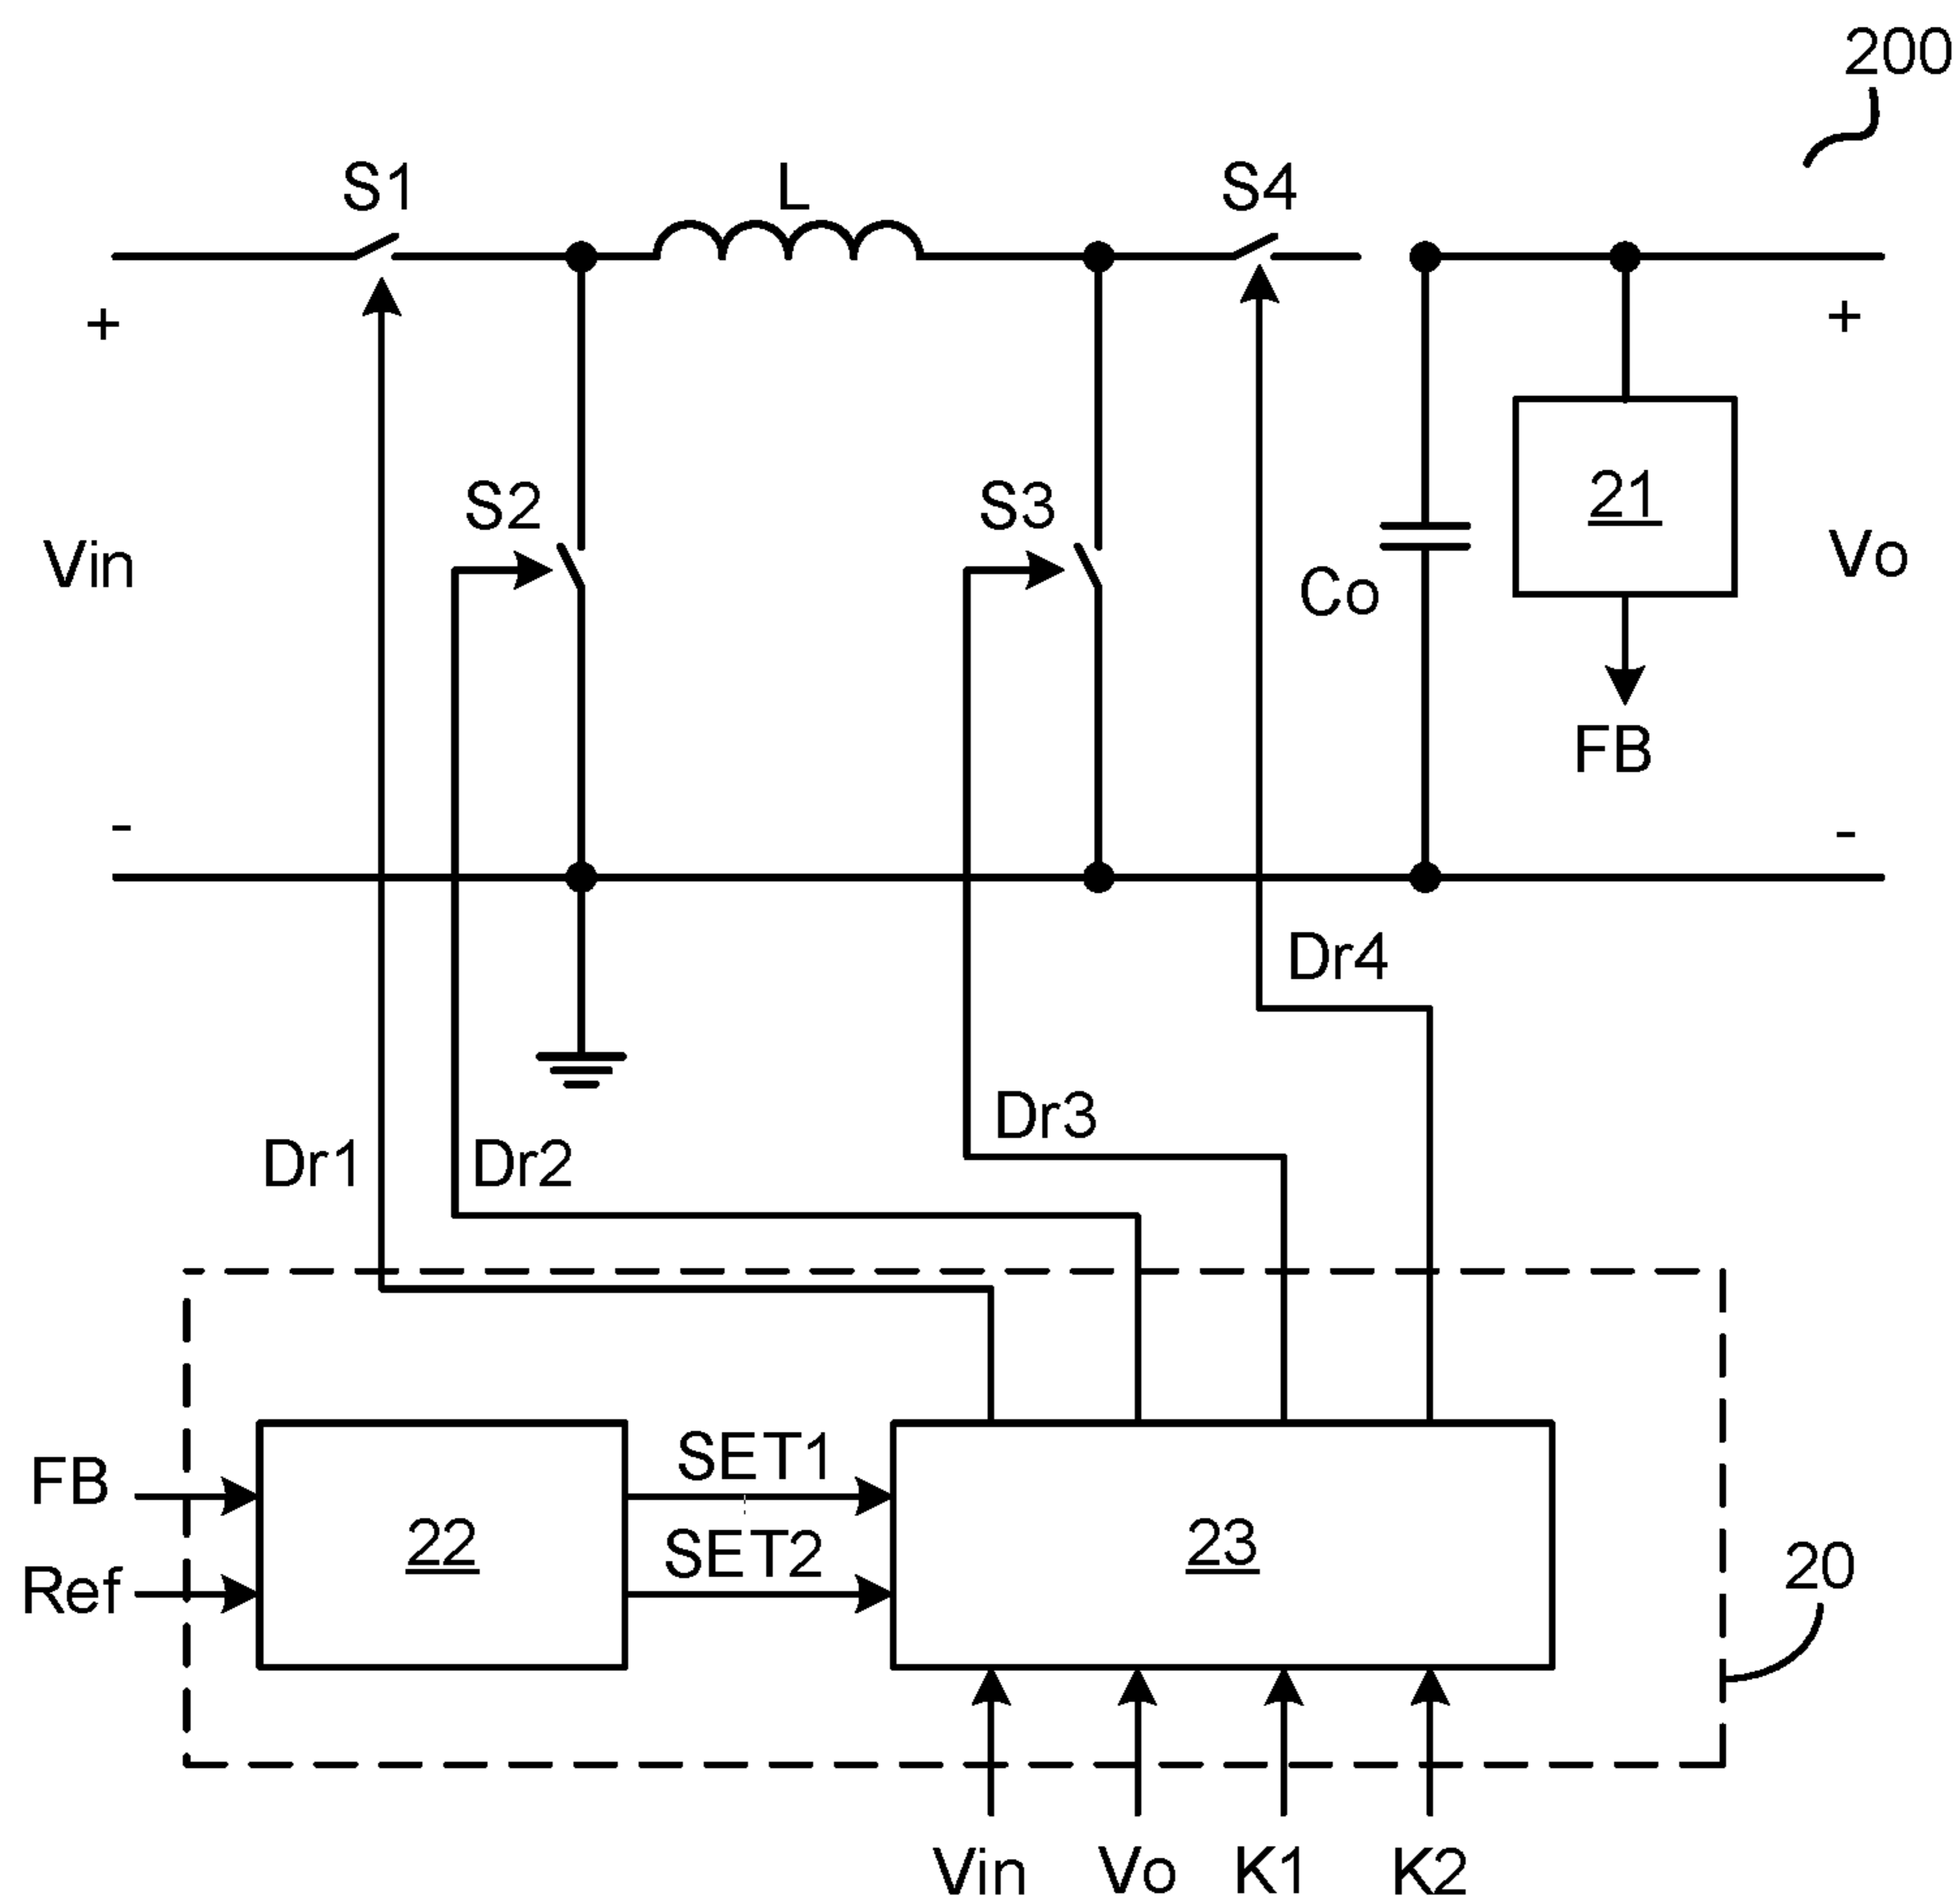 200
S1
L
S4
+
+
S2
S3
21
Vin
Co
Vo
FB
-
-
Dr4
Dr3
Dr1
Dr2
SET1
FB
22
SET2
23
20
Ref
Vin
Vo
K1
K2